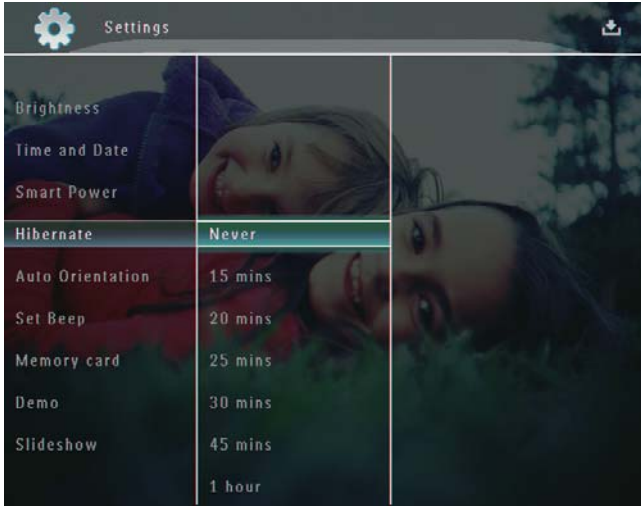 Settings
Brightness
Time and Date
Smart Power
Hibernate
Auto Orientation
Set Beep
Memory card
Demo
Slideshow
Never
15 mins
20 mins
25 mins
30 mins
45 mins
1 hour